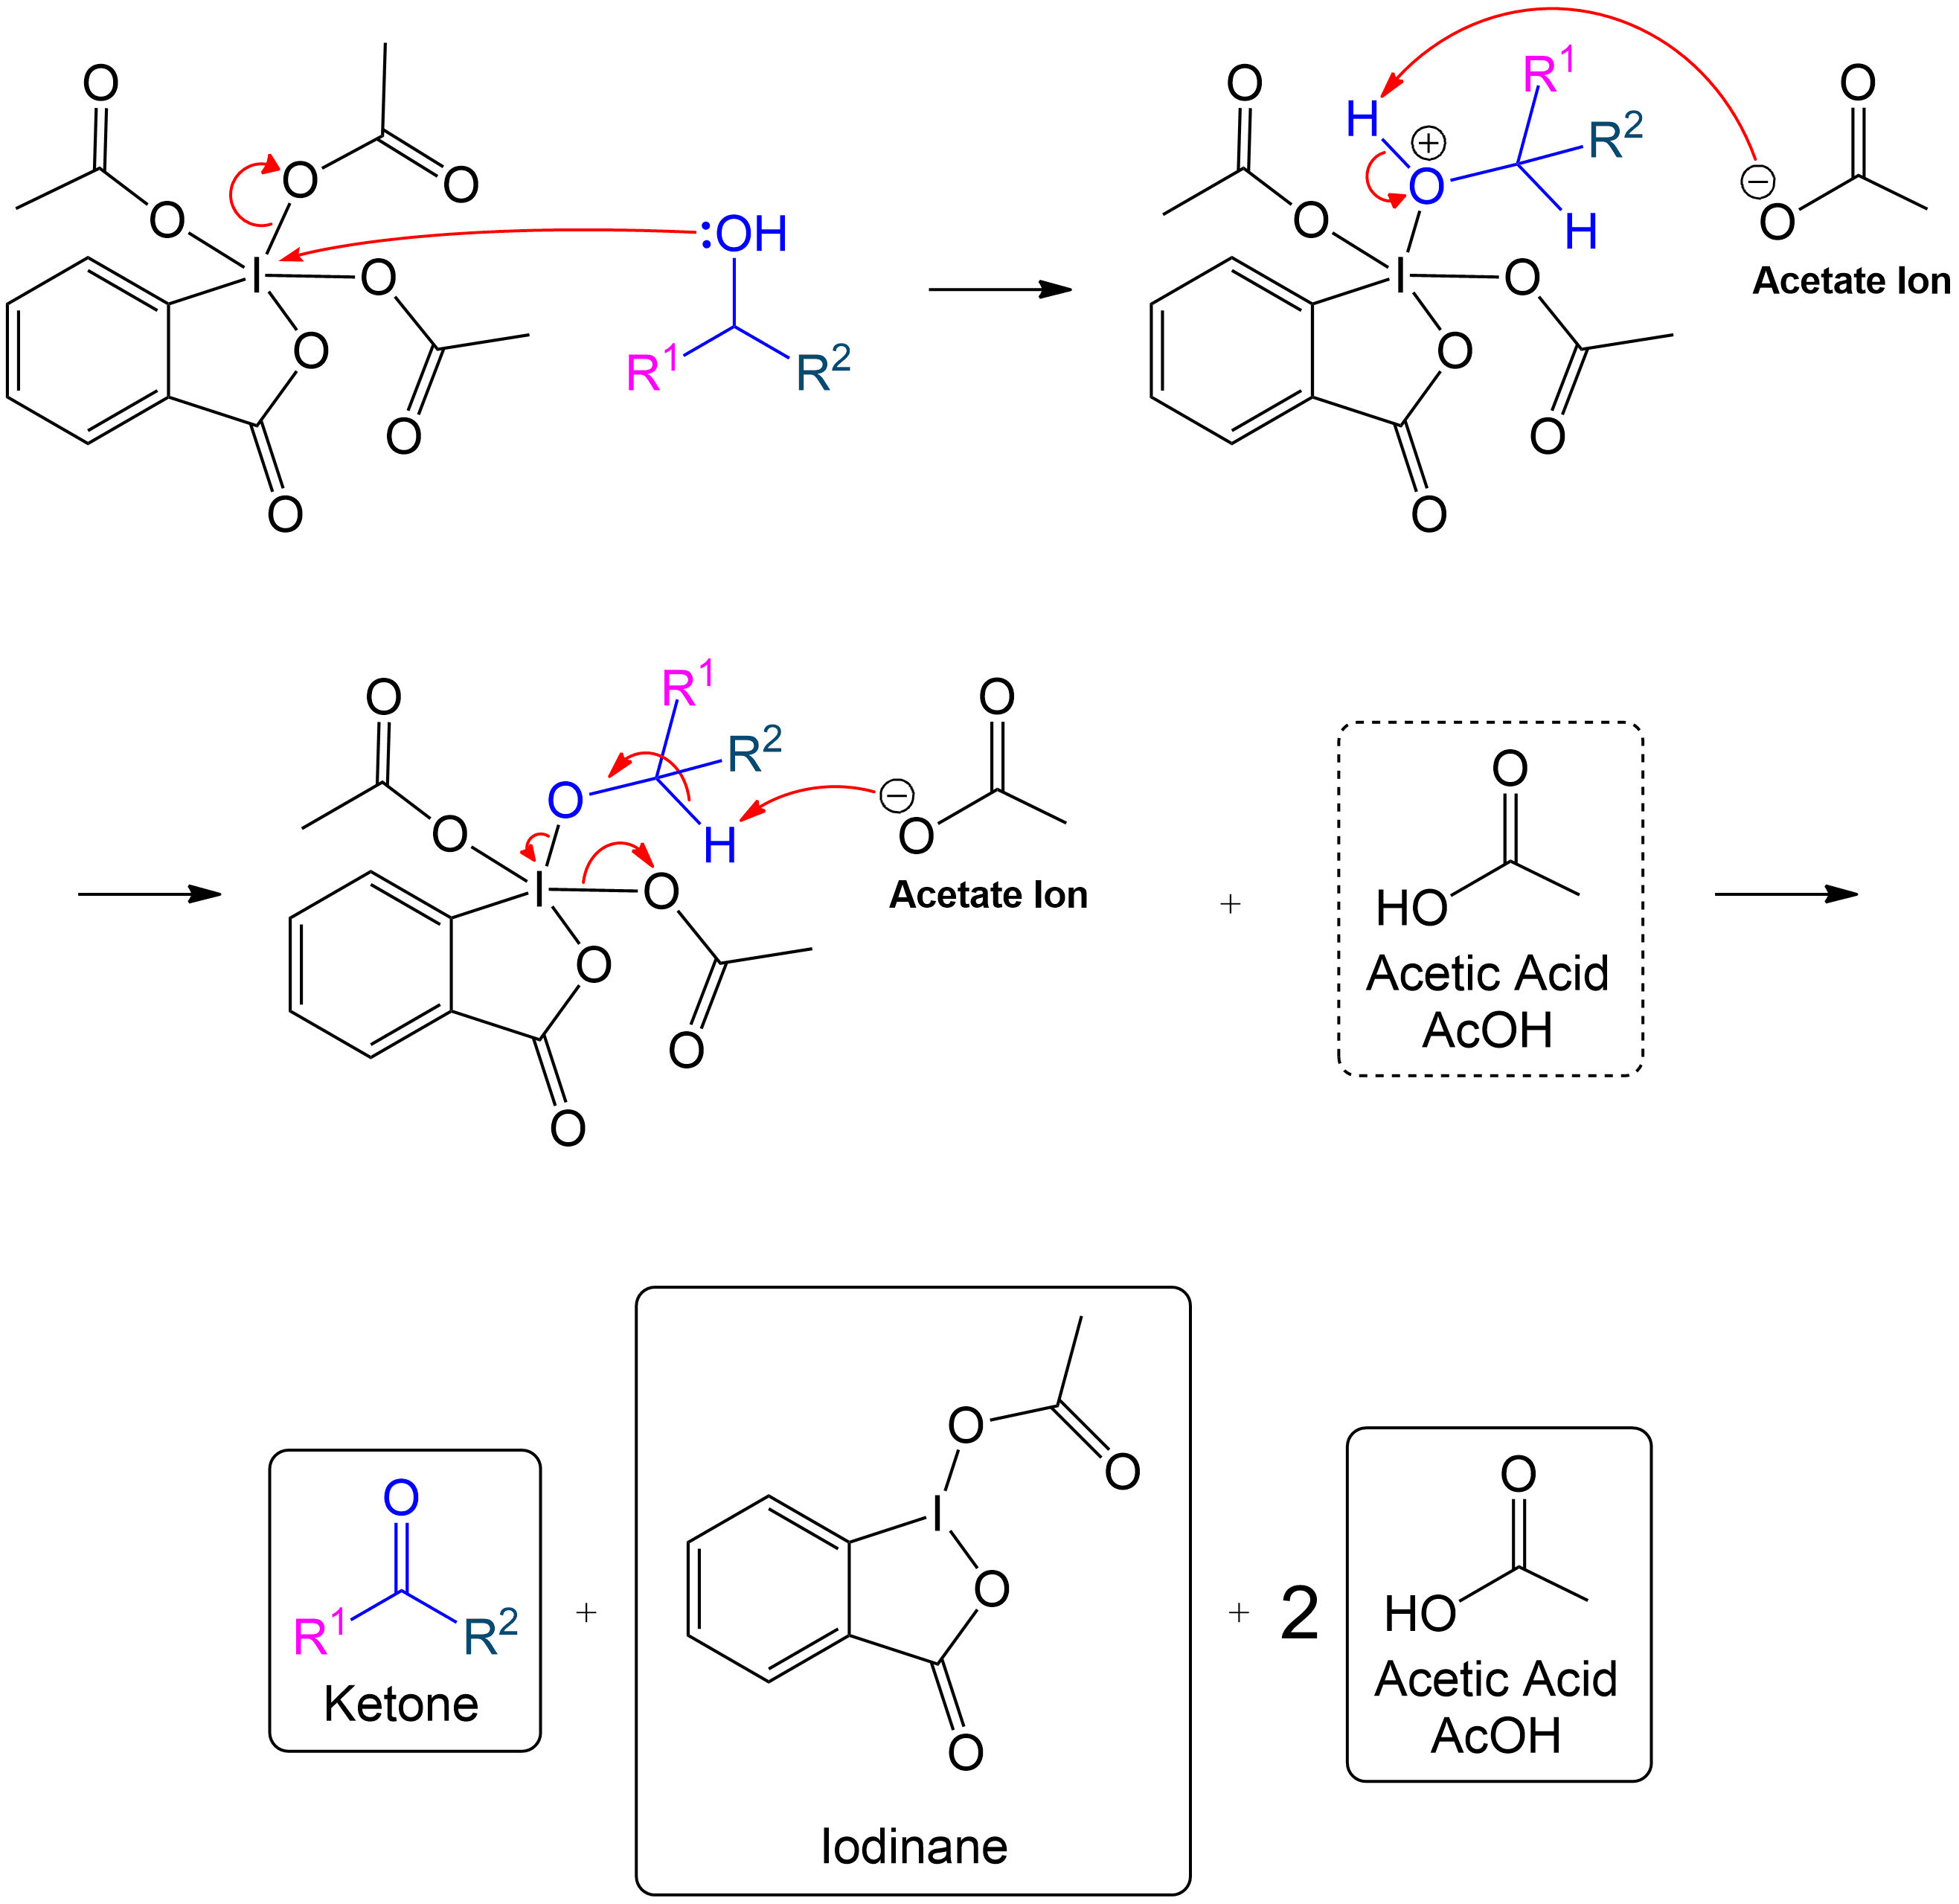 O
O
O
O
I
O
O
O
O
:OH
R¹
R²
O
O
H
⊕
O
R¹
R²
H
I
O
O
O
O
O
⊖
O
Acetate Ion
O
O
O
R¹
R²
H
I
O
O
O
O
O
⊖
O
Acetate Ion
+
O
HO
Acetic Acid
AcOH
O
R¹
R²
Ketone
+
O
O
I
O
O
Iodinane
+
2
O
HO
Acetic Acid
AcOH